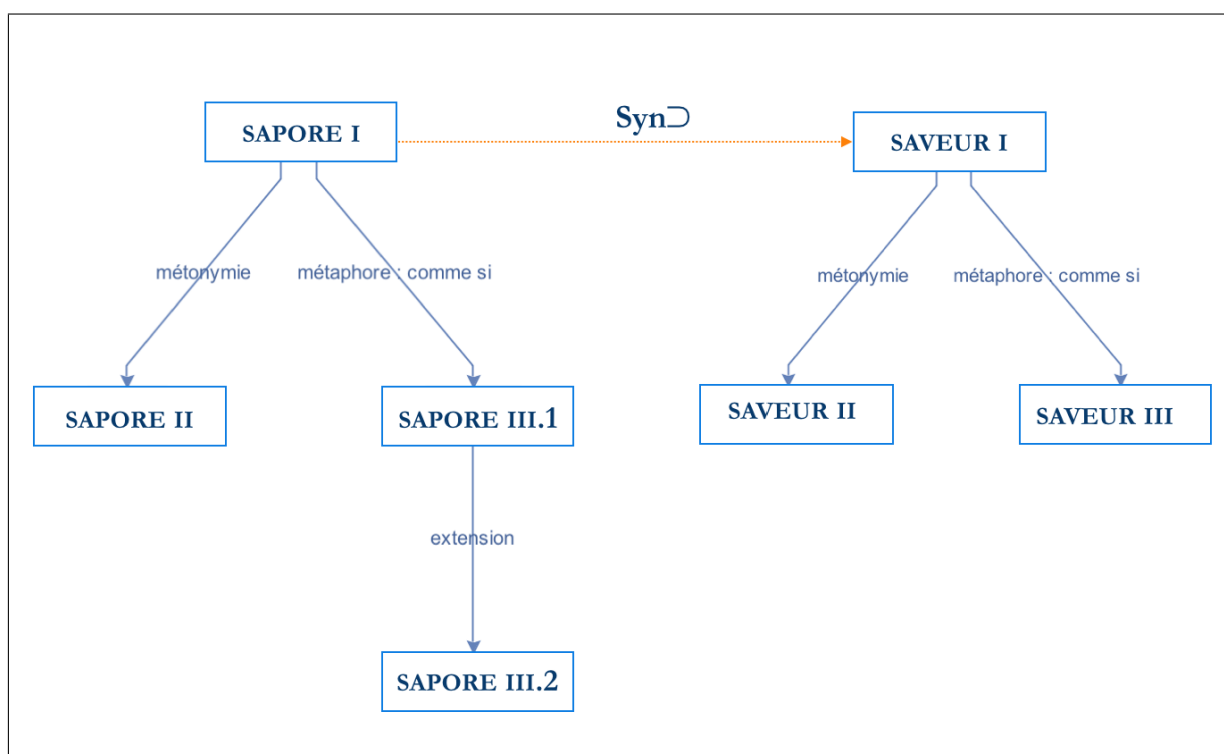 Syn⊃
SAPORE I
SAVEUR I
métonymie
métaphore : comme si
métonymie
métaphore : comme si
SAPORE II
SAPORE III.1
SAVEUR II
SAVEUR III
extension
SAPORE III.2